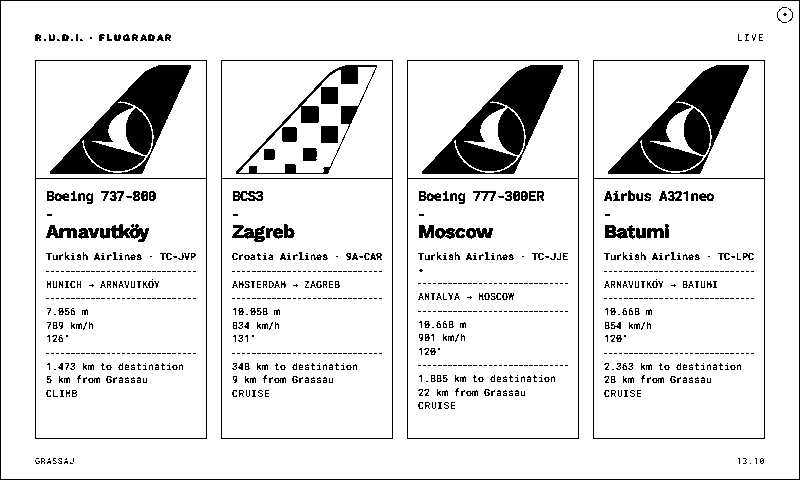 R.U.D.I. · FLUGRADAR
LIVE
Boeing 737-800
-
Arnavutköy
Turkish Airlines · TC-JVP
MUNICH → ARNAVUTKÖY
7.056 m
789 km/h
126°
1.473 km to destination
5 km from Grassau
CLIMB
BCS3
-
Zagreb
Croatia Airlines · 9A-CAR
AMSTERDAM → ZAGREB
10.058 m
834 km/h
131°
348 km to destination
9 km from Grassau
CRUISE
Boeing 777-300ER
-
Moscow
Turkish Airlines · TC-JJE
•
ANTALYA → MOSCOW
10.668 m
901 km/h
120°
1.885 km to destination
22 km from Grassau
CRUISE
Airbus A321neo
-
Batumi
Turkish Airlines · TC-LPC
ARNAVUTKÖY → BATUMI
10.668 m
854 km/h
120°
2.363 km to destination
28 km from Grassau
CRUISE
GRASSAU
13.10